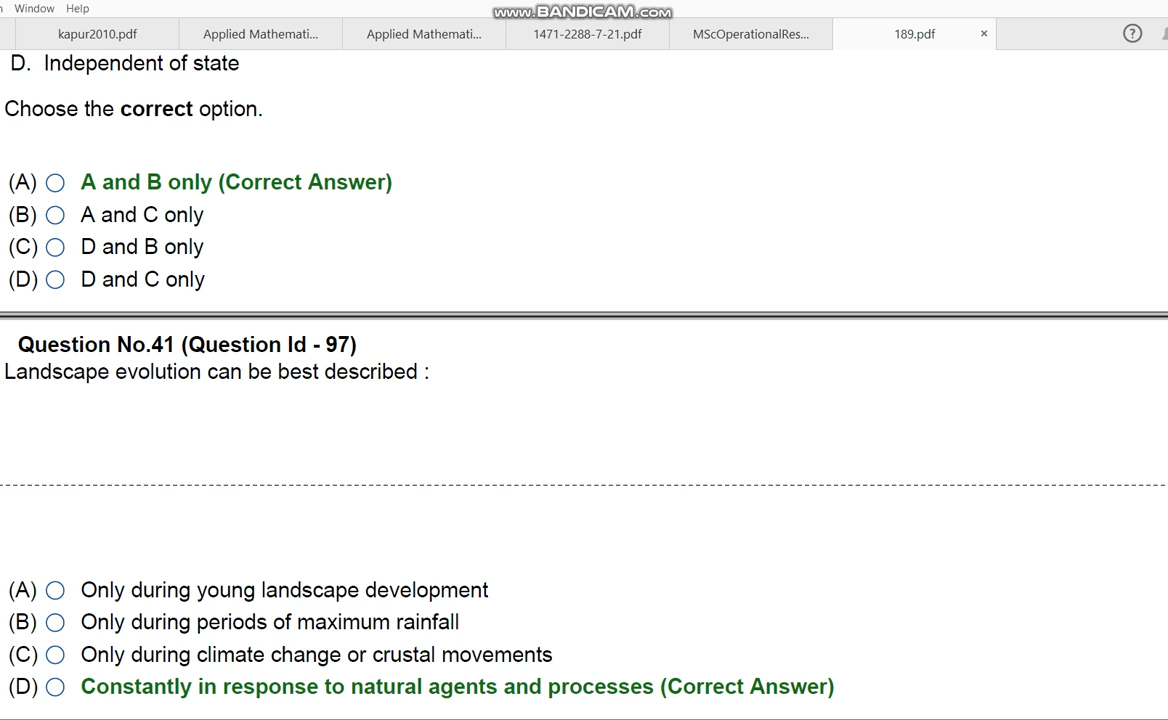 Window Help
www.BANDICAM.com
kapur2010.pdf Applied Mathemati... Applied Mathemati... 1471-2288-7-21.pdf MScOperationalRes... 189.pdf × ?
D. Independent of state
Choose the correct option.
(A) A and B only (Correct Answer)
(B) A and C only
(C) D and B only
(D) D and C only
Question No.41 (Question Id - 97)
Landscape evolution can be best described :
(A) Only during young landscape development
(B) Only during periods of maximum rainfall
(C) Only during climate change or crustal movements
(D) Constantly in response to natural agents and processes (Correct Answer)